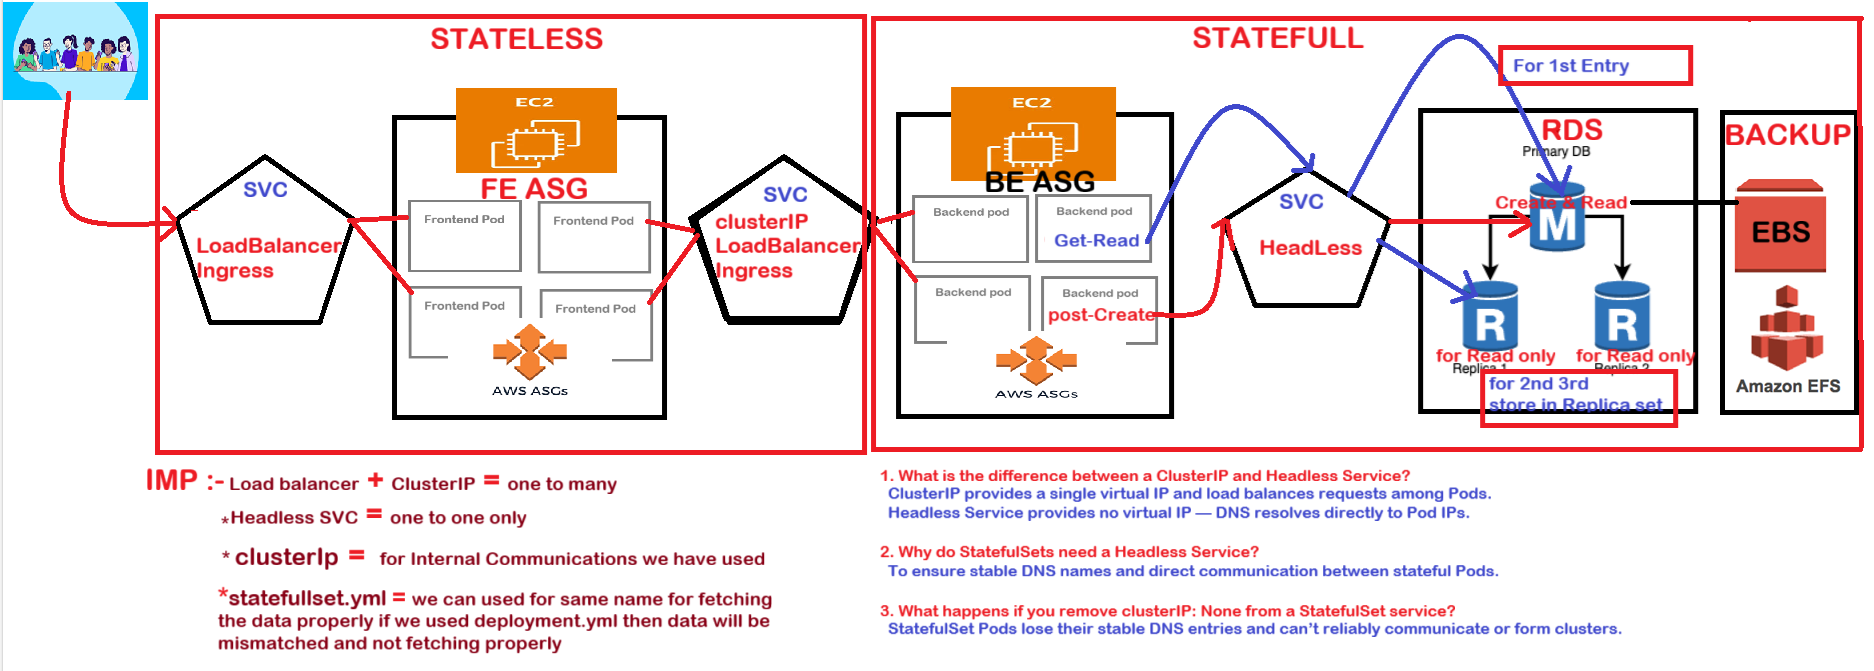 STATELESS
SVC
LoadBalancer
Ingress
EC2
FE ASG
Frontend Pod
Frontend Pod
Frontend Pod
Frontend Pod
AWS ASGs
SVC
clusterIP
LoadBalancer
Ingress
STATEFULL
EC2
BE ASG
Backend pod
Backend pod
Get-Read
Backend pod
Backend pod
post-Create
AWS ASGs
SVC
HeadLess
For 1st Entry
RDS
Primary DB
Create & Read
M
R
R
for Read only
for Read only
Replica 1
Replica 2
for 2nd 3rd
store in Replica set
BACKUP
EBS
Amazon EFS
IMP :- Load balancer + ClusterIP = one to many
*Headless SVC = one to one only
* clusterIp = for Internal Communications we have used
*statefullset.yml = we can used for same name for fetching
the data properly if we used deployment.yml then data will be
mismatched and not fetching properly
1. What is the difference between a ClusterIP and Headless Service?
ClusterIP provides a single virtual IP and load balances requests among Pods.
Headless Service provides no virtual IP — DNS resolves directly to Pod IPs.
2. Why do StatefulSets need a Headless Service?
To ensure stable DNS names and direct communication between stateful Pods.
3. What happens if you remove clusterIP: None from a StatefulSet service?
StatefulSet Pods lose their stable DNS entries and can't reliably communicate or form clusters.